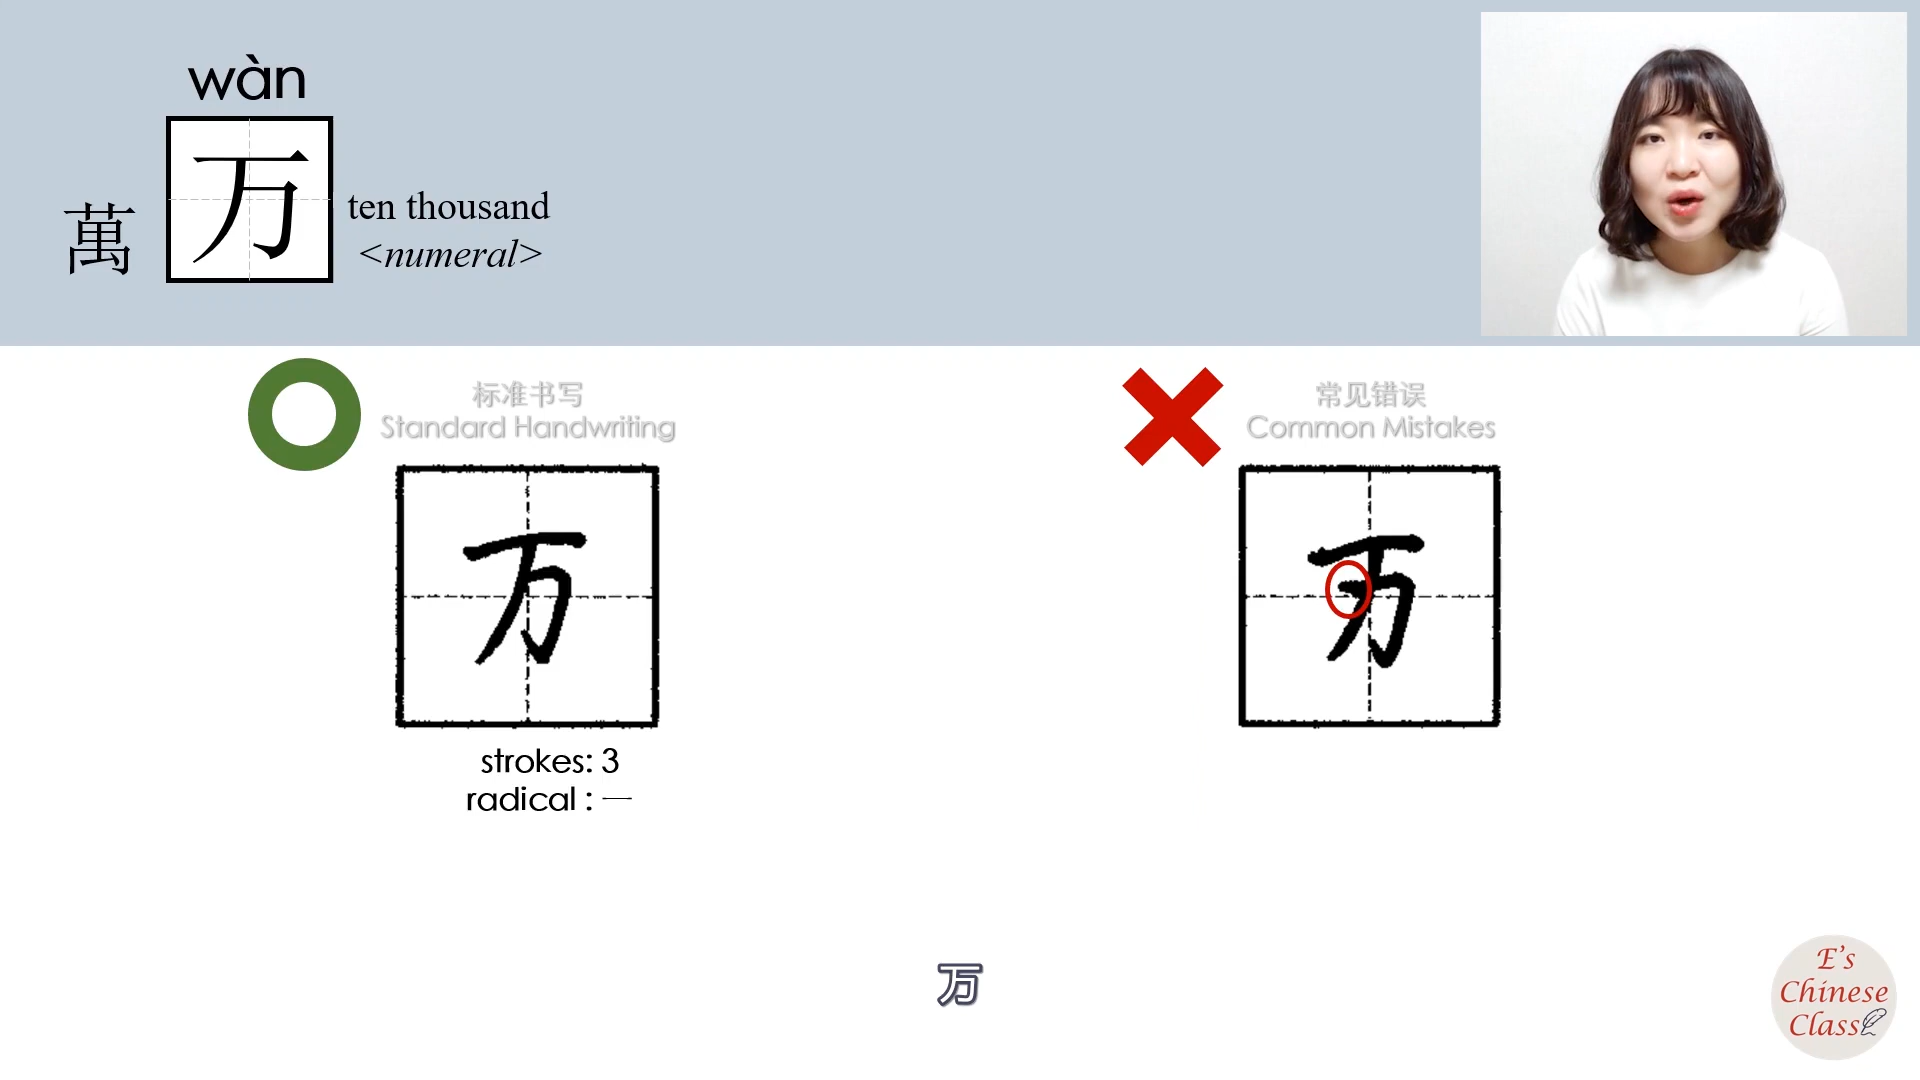 wàn
萬 万 ten thousand
<numeral>
标准书写
Standard Handwriting
常见错误
Common Mistakes
万
万
strokes: 3
radical : 一
万
E's
Chinese
Class